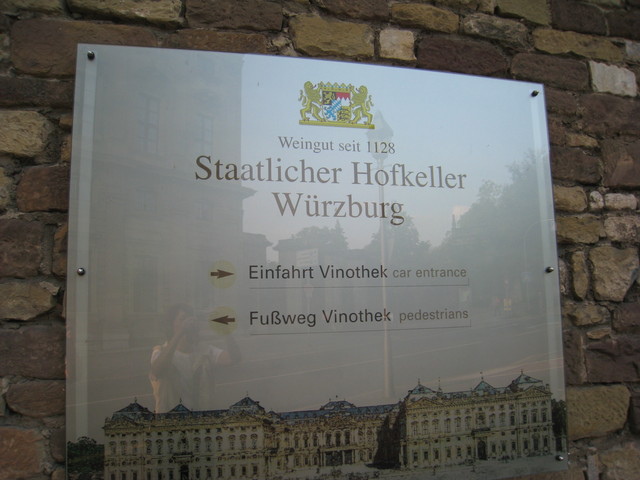 Weingut seit 1128
Staatlicher Hofkeller
Würzburg
Einfahrt Vinothek car entrance
Fußweg Vinothek pedestrians